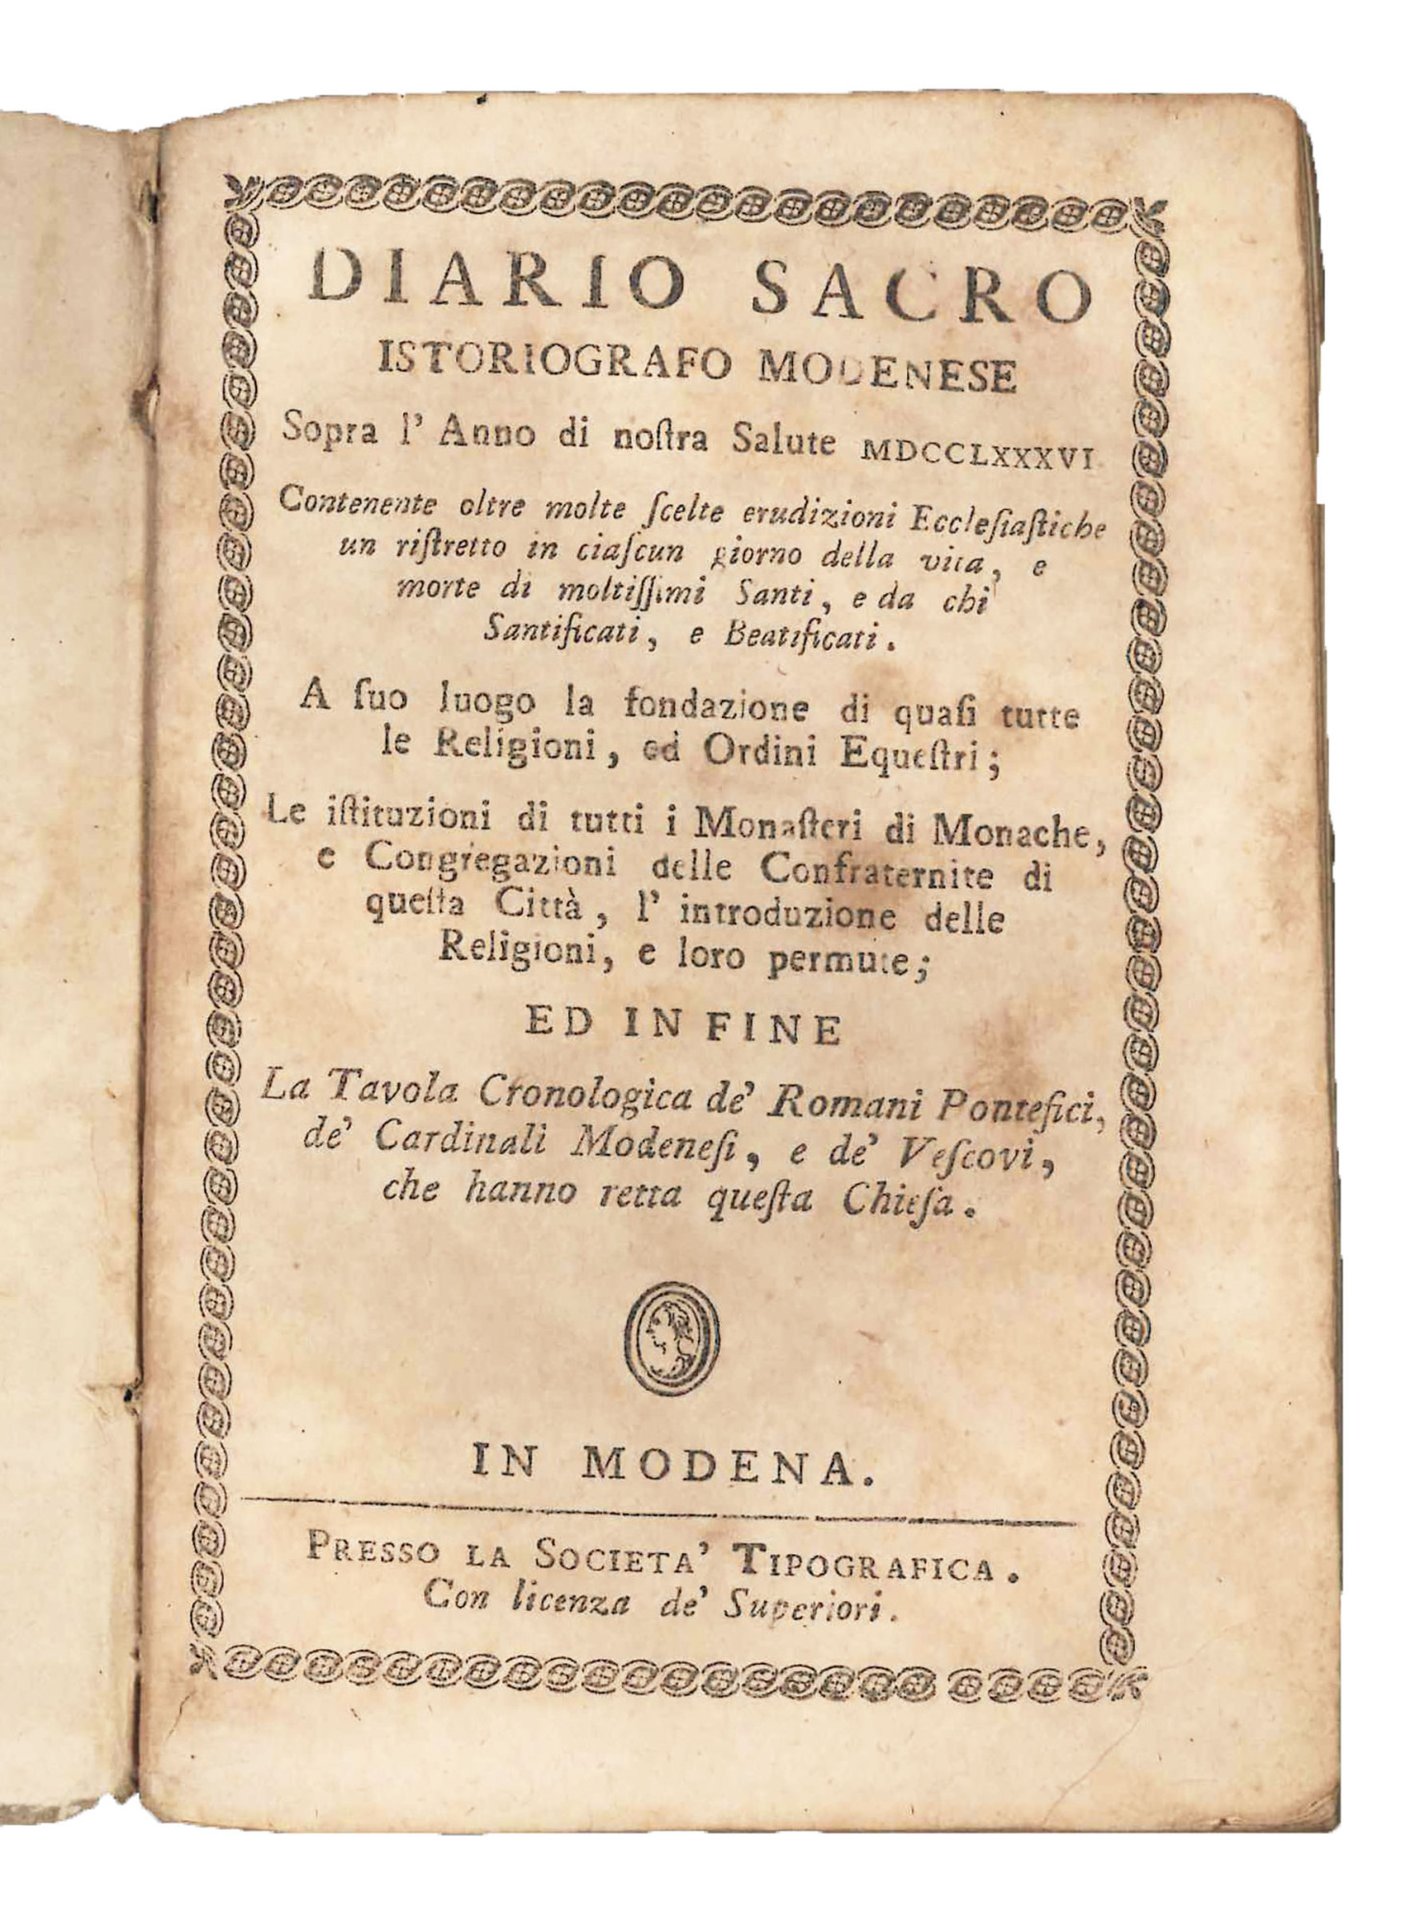 DIARIO SACRO
ISTORIOGRAFO MODENESE
Sopra l' Anno di noſtra Salute MDCCLXXXVI
Contenente oltre molte ſcelte erudizioni Eccleſiaſtiche
un riſtretto in ciaſcun giorno della vita, e
morte di moltiſſimi Santi, e da chi
Santificati, e Beatificati.
A ſuo luogo la fondazione di quaſi tutte
le Religioni, ed Ordini Equeſtri;
Le iſtituzioni di tutti i Monaſteri di Monache,
e Congregazioni delle Confraternite di
queſta Città, l' introduzione delle
Religioni, e loro permute;
ED IN FINE
La Tavola Cronologica de' Romani Pontefici,
de' Cardinali Modeneſi, e de' Veſcovi,
che hanno retta queſta Chieſa.
IN MODENA.
PRESSO LA SOCIETA' TIPOGRAFICA.
Con licenza de' Superiori.